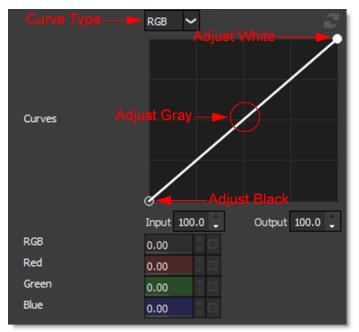 Curve Type RGB
Adjust White
Curves
Adjust Gray
Adjust Black
Input 100.0 Output 100.0
RGB 0.00
Red 0.00
Green 0.00
Blue 0.00